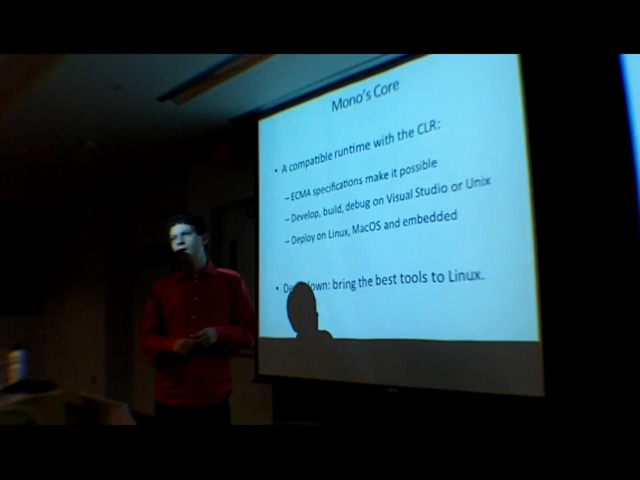 Mono's Core
• A compatible runtime with the CLR:
– ECMA specifications make it possible
– Develop, build, debug on Visual Studio or Unix
– Deploy on Linux, MacOS and embedded
• down: bring the best tools to Linux.